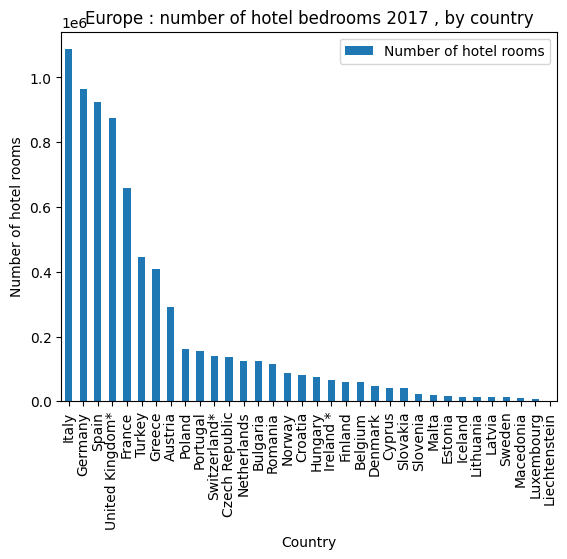 Europe : number of hotel bedrooms 2017 , by country
1e6
Number of hotel rooms
1.0
0.8
0.6
0.4
0.2
0.0
Number of hotel rooms
Italy
Germany
Spain
United Kingdom*
France
Turkey
Greece
Austria
Poland
Portugal
Switzerland*
Czech Republic
Netherlands
Bulgaria
Romania
Norway
Croatia
Hungary
Ireland *
Finland
Belgium
Denmark
Cyprus
Slovakia
Slovenia
Malta
Estonia
Iceland
Lithuania
Latvia
Sweden
Macedonia
Luxembourg
Liechtenstein
Country